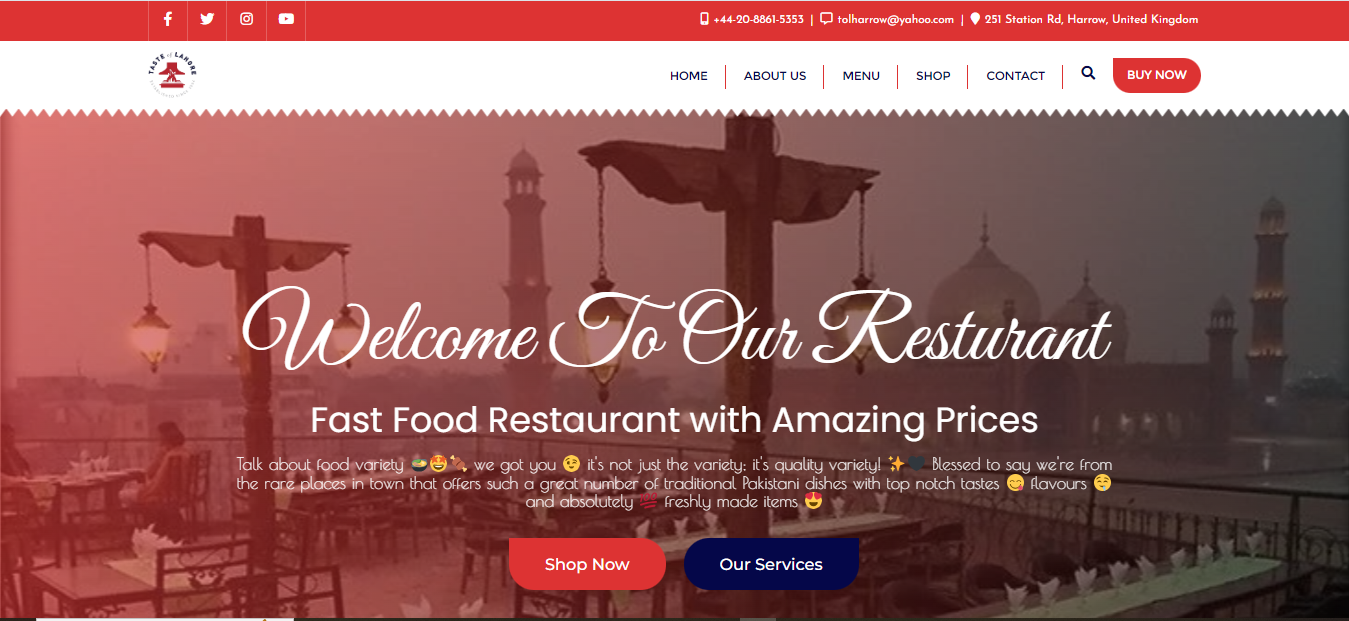 +44-20-8861-5353 | tolharrow@yahoo.com | 251 Station Rd, Harrow, United Kingdom
TASTE of LAHORE
HOME
ABOUT US
MENU
SHOP
CONTACT
BUY NOW
Welcome To Our Resturant
Fast Food Restaurant with Amazing Prices
Talk about food variety 🍲🤩🍢 we got you 😉 it's not just the variety; it's quality variety! ✨🖤 Blessed to say we're from
the rare places in town that offers such a great number of traditional Pakistani dishes with top notch tastes 😋 flavours 🤤
and absolutely 💯 freshly made items 😍
Shop Now
Our Services